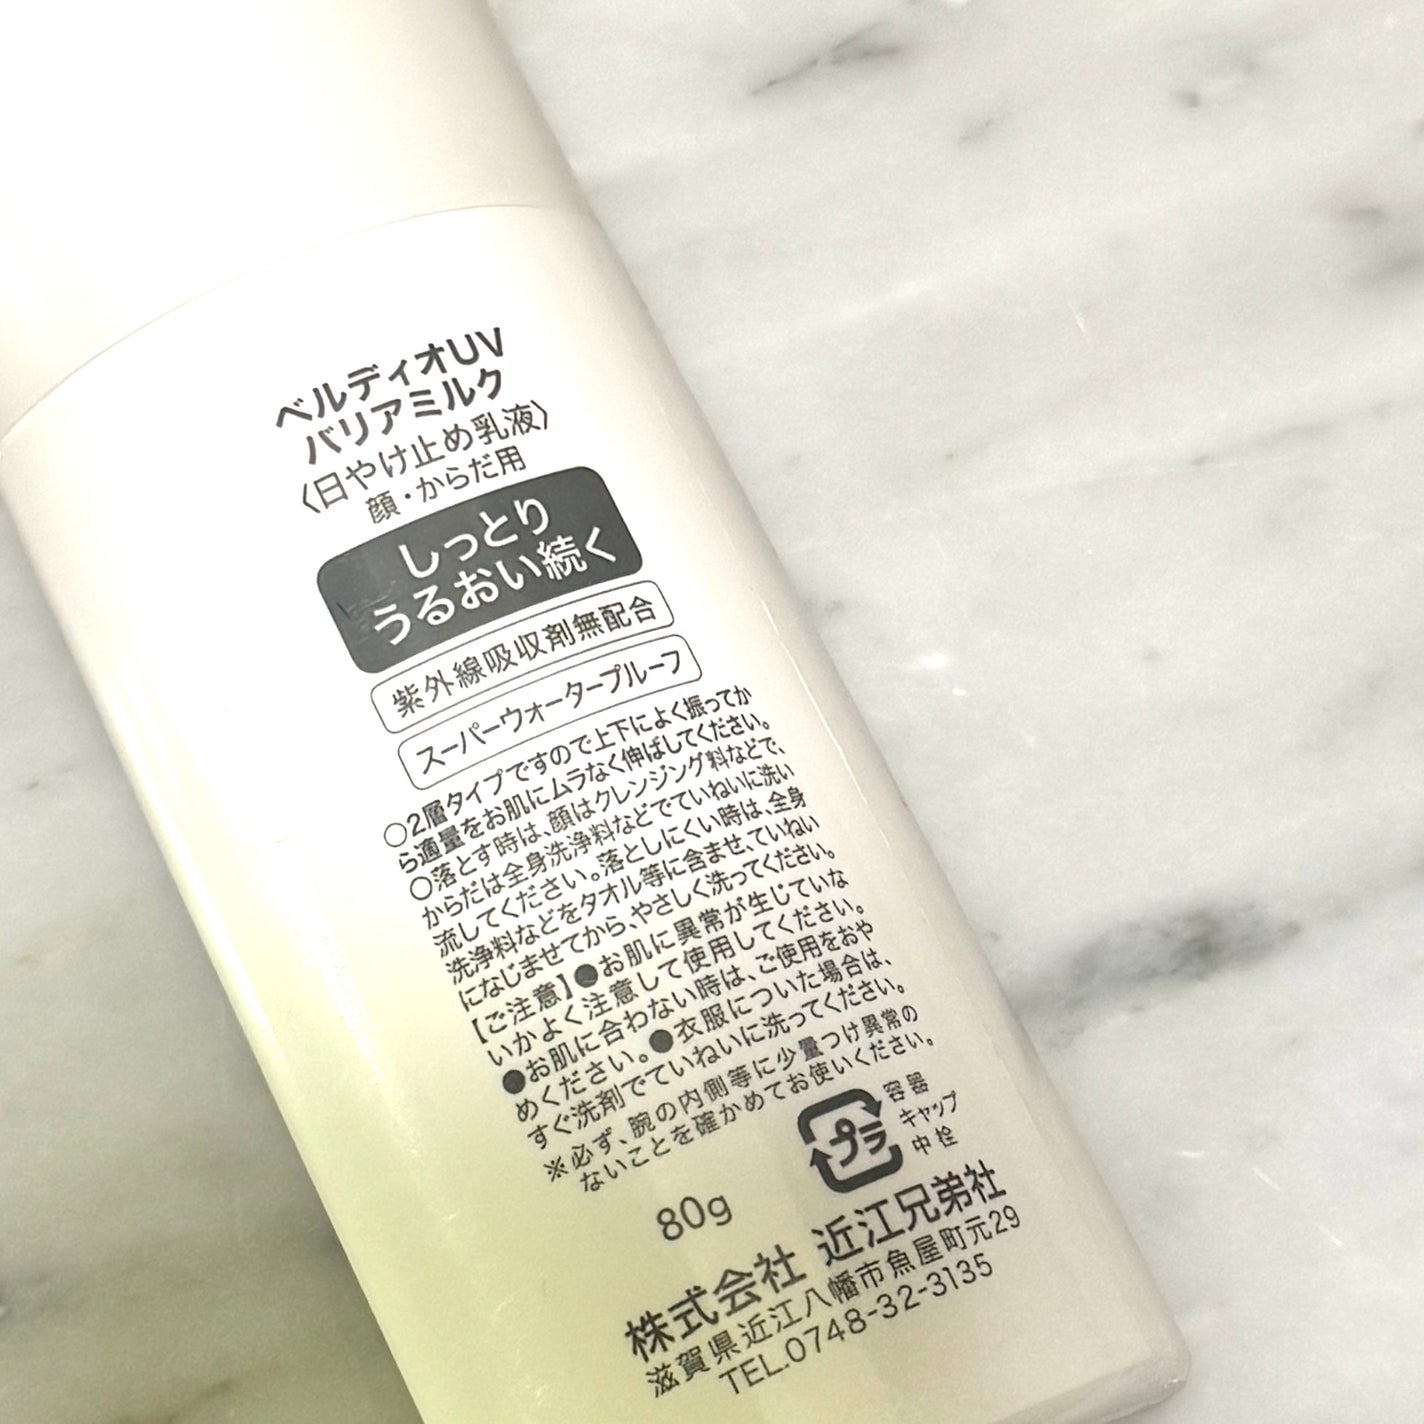 ベルディオUV
バリアミルク
〈日やけ止め乳液〉
顔・からだ用
しっとり
うるおい続く
紫外線吸収剤無配合
スーパーウォータープルーフ
○2層タイプですので上下によく振ってか
ら適量をお肌にムラなく伸ばしてください。
○落とす時は、顔はクレンジング料などで、
からだは全身洗浄料などでていねいに洗い
流してください。落としにくい時は、全身
洗浄料などをタオル等に含ませ、ていねい
になじませてから、やさしく洗ってください。
【ご注意】●お肌に異常が生じていな
いかよく注意して使用してください。
●お肌に合わない時は、ご使用をおや
めください。●衣服についた場合は、
すぐ洗剤でていねいに洗ってください。
※必ず、腕の内側等に少量つけ異常の
ないことを確かめてお使いください。
プラ
容器
キャップ
中栓
80g
株式会社 近江兄弟社
滋賀県近江八幡市魚屋町元29
TEL.0748-32-3135